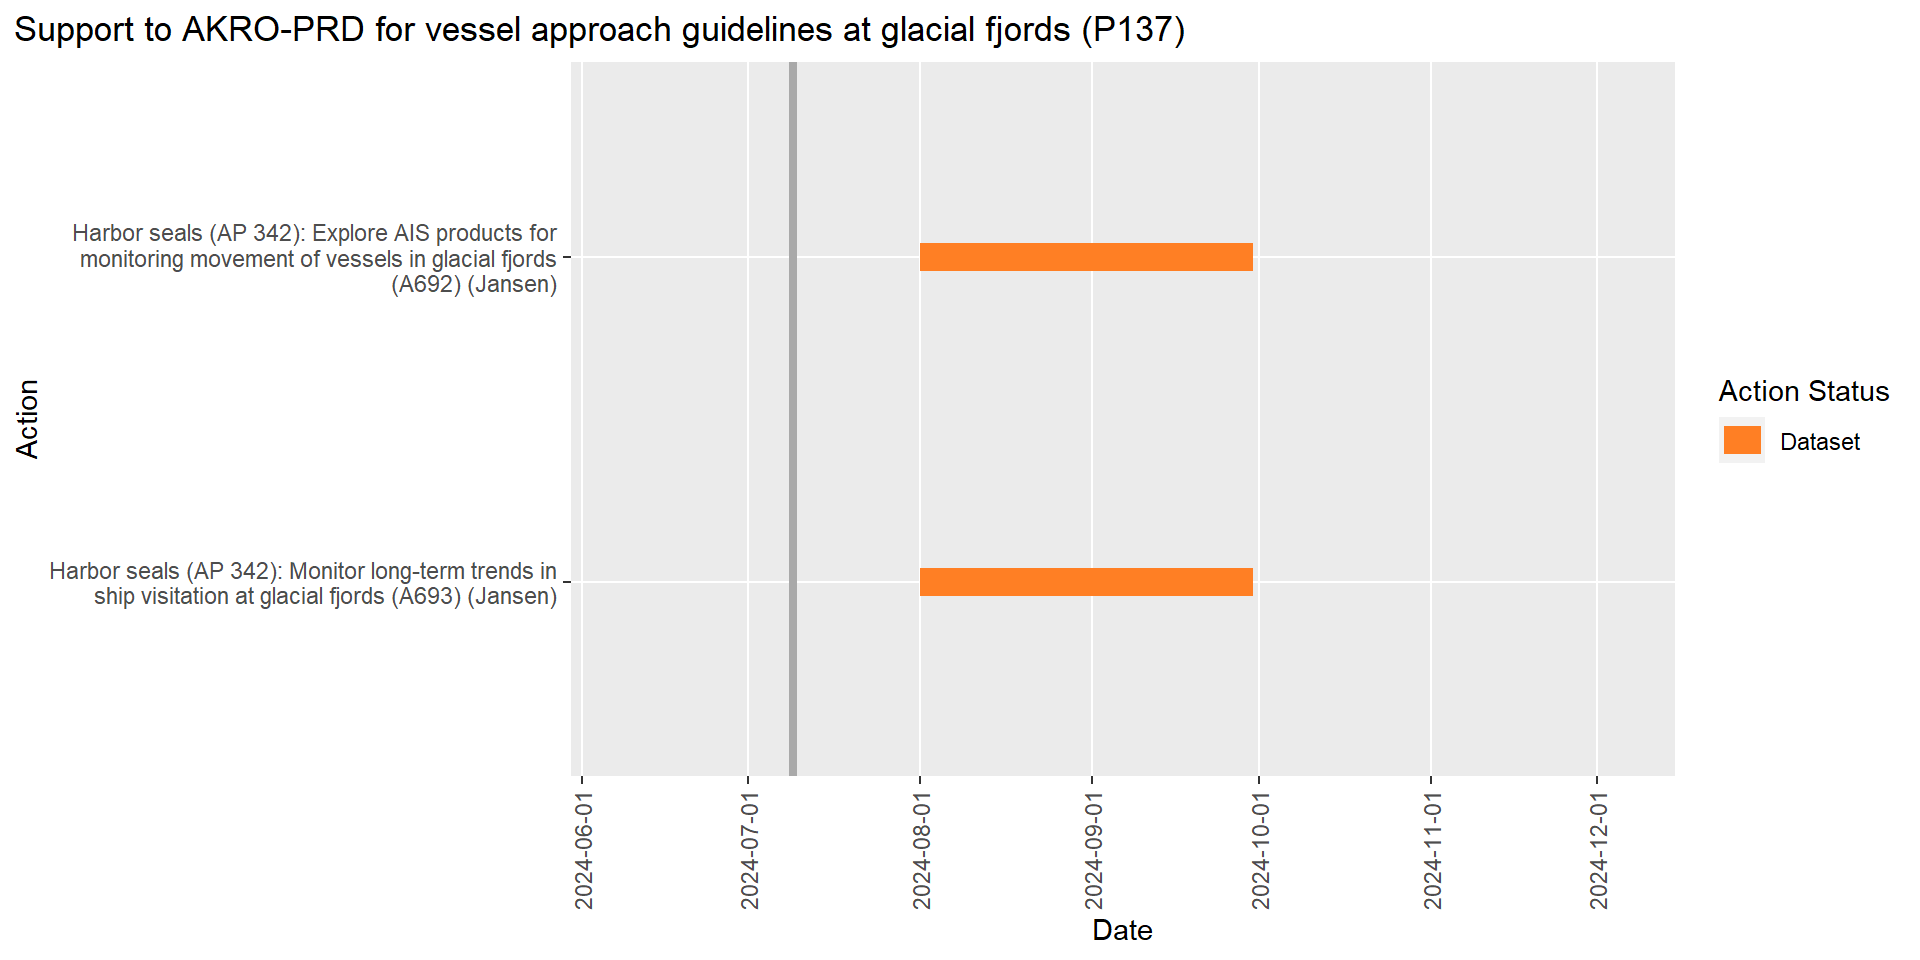 Support to AKRO-PRD for vessel approach guidelines at glacial fjords (P137)
Action
Harbor seals (AP 342): Explore AIS products for
monitoring movement of vessels in glacial fjords
(A692) (Jansen)
Harbor seals (AP 342): Monitor long-term trends in
ship visitation at glacial fjords (A693) (Jansen)
2024-06-01
2024-07-01
2024-08-01
2024-09-01
2024-10-01
2024-11-01
2024-12-01
Date
Action Status
Dataset